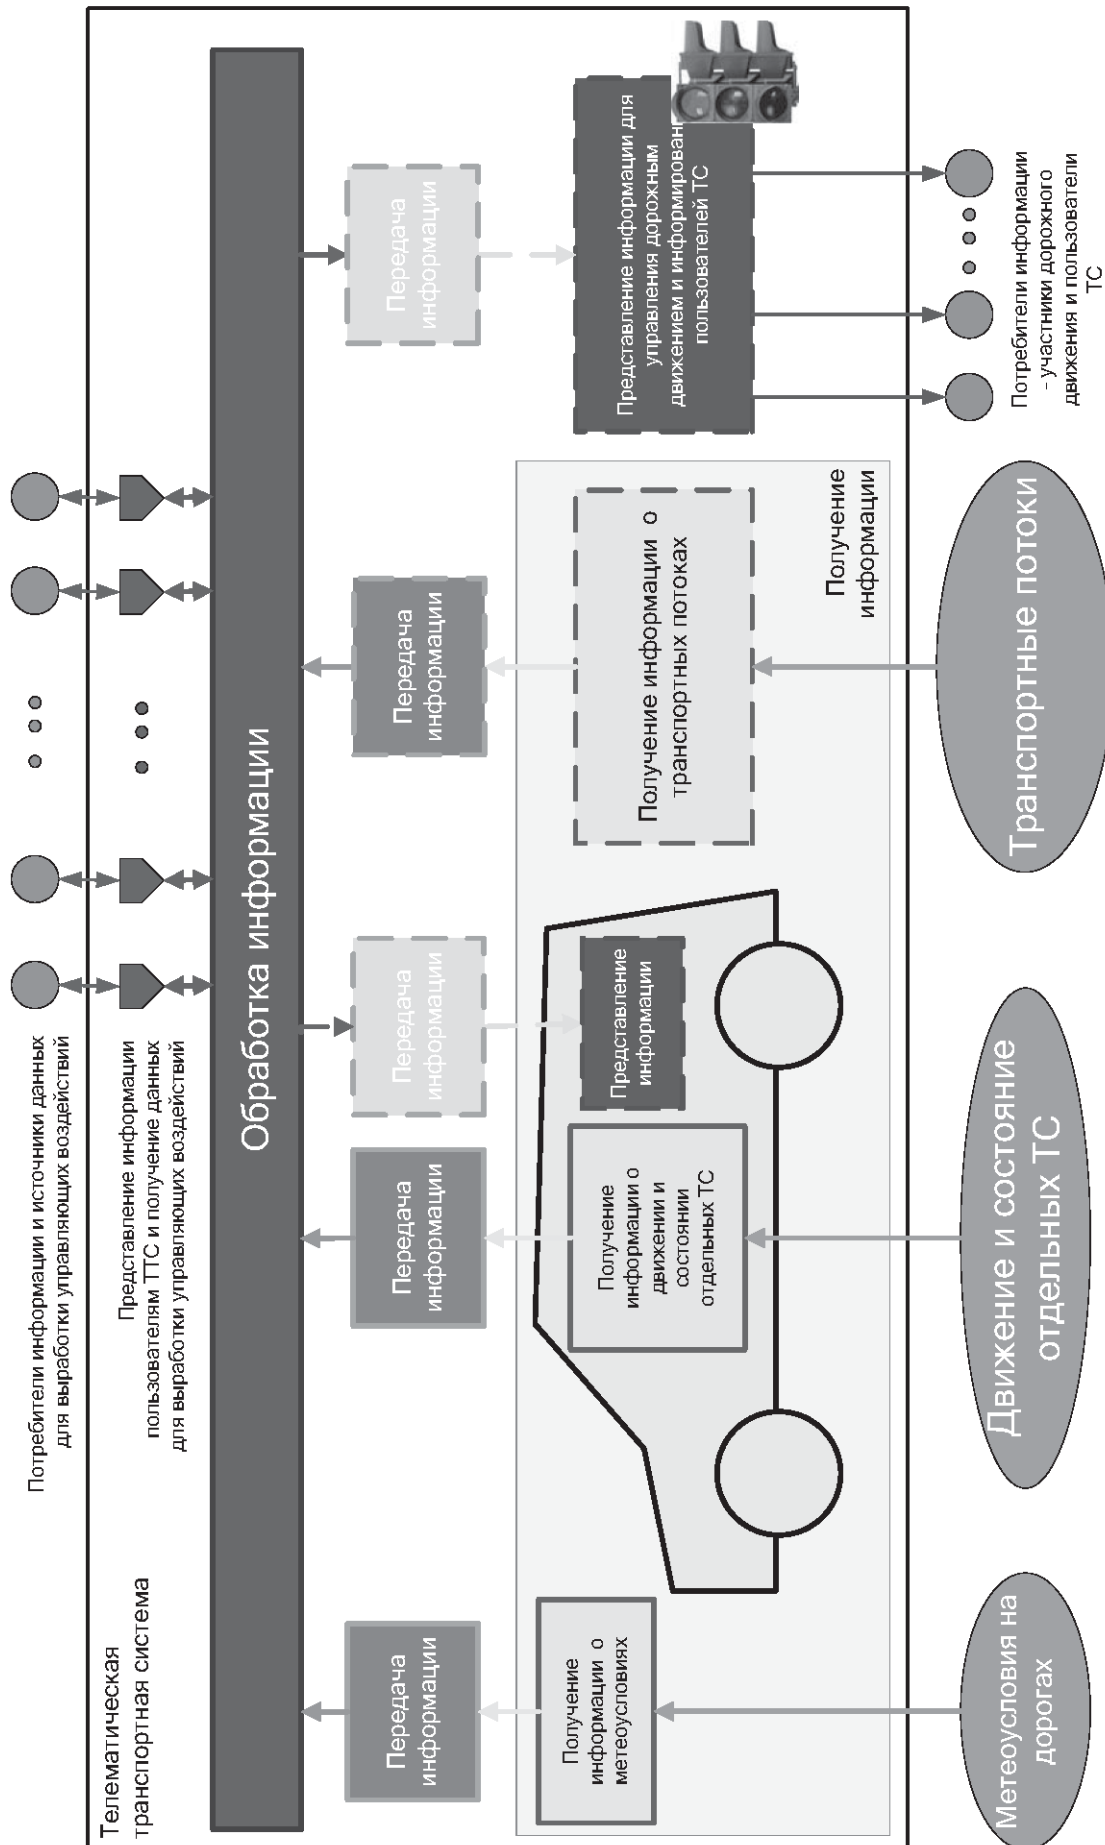 Потребители информации и источники данных
для выработки управляющих воздействий
Телематическая
транспортная система
Представление информации
пользователям ТТС и получение данных
для выработки управляющих воздействий
Обработка информации
Передача
информации
Передача
информации
Передача
информации
Передача
информации
Передача
информации
Получение
информации о
метеоусловиях
Получение
информации о
движении и
состоянии
отдельных ТС
Представление
информации
Получение информации о
транспортных потоках
Представление информации для
управления дорожным
движением и информирован
пользователей ТС
Получение
информации
Метеоусловия на
дорогах
Движение и состояние
отдельных ТС
Транспортные потоки
Потребители информации
- участники дорожного
движения и пользователи
ТС